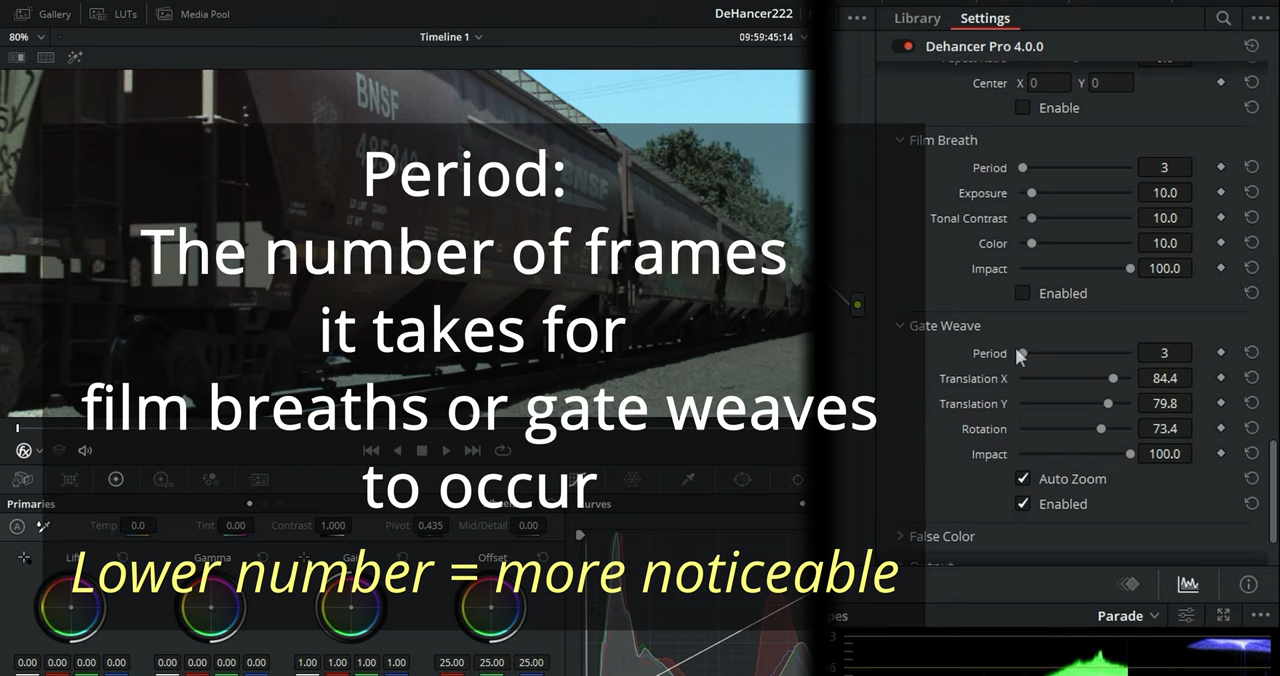 Gallery LUTs Media Pool DeHancer222
80% Timeline 1 09:59:45:14
Library Settings
Dehancer Pro 4.0.0
Center X 0 Y 0
Enable
Film Breath
Period 3
Exposure 10.0
Tonal Contrast 10.0
Color 10.0
Impact 100.0
Enabled
Gate Weave
Period 3
Translation X 84.4
Translation Y 79.8
Rotation 73.4
Impact 100.0
Auto Zoom
Enabled
False Color
BNSF
BNSF
Period:
The number of frames
it takes for
film breaths or gate weaves
to occur
Lower number = more noticeable
Primaries
Temp 0.0 Tint 0.00 Contrast 1.000 Pivot 0.435 Mid/Detail 0.00
Gamma Offset
0.00 0.00 0.00 0.00 0.00 0.00 0.00 0.00 1.00 1.00 1.00 1.00 25.00 25.00 25.00
Parade